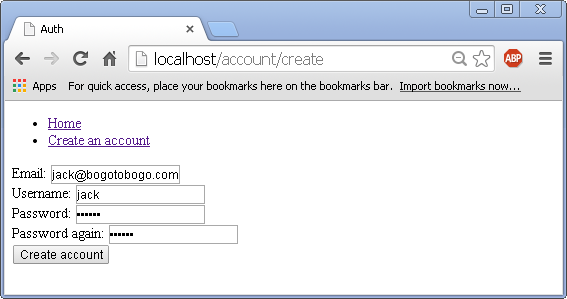 Auth
localhost/account/create
ABP
Apps For quick access, place your bookmarks here on the bookmarks bar. Import bookmarks now...
Home
Create an account
Email: jack@bogotobogo.com
Username: jack
Password: ••••••
Password again: ••••••
Create account